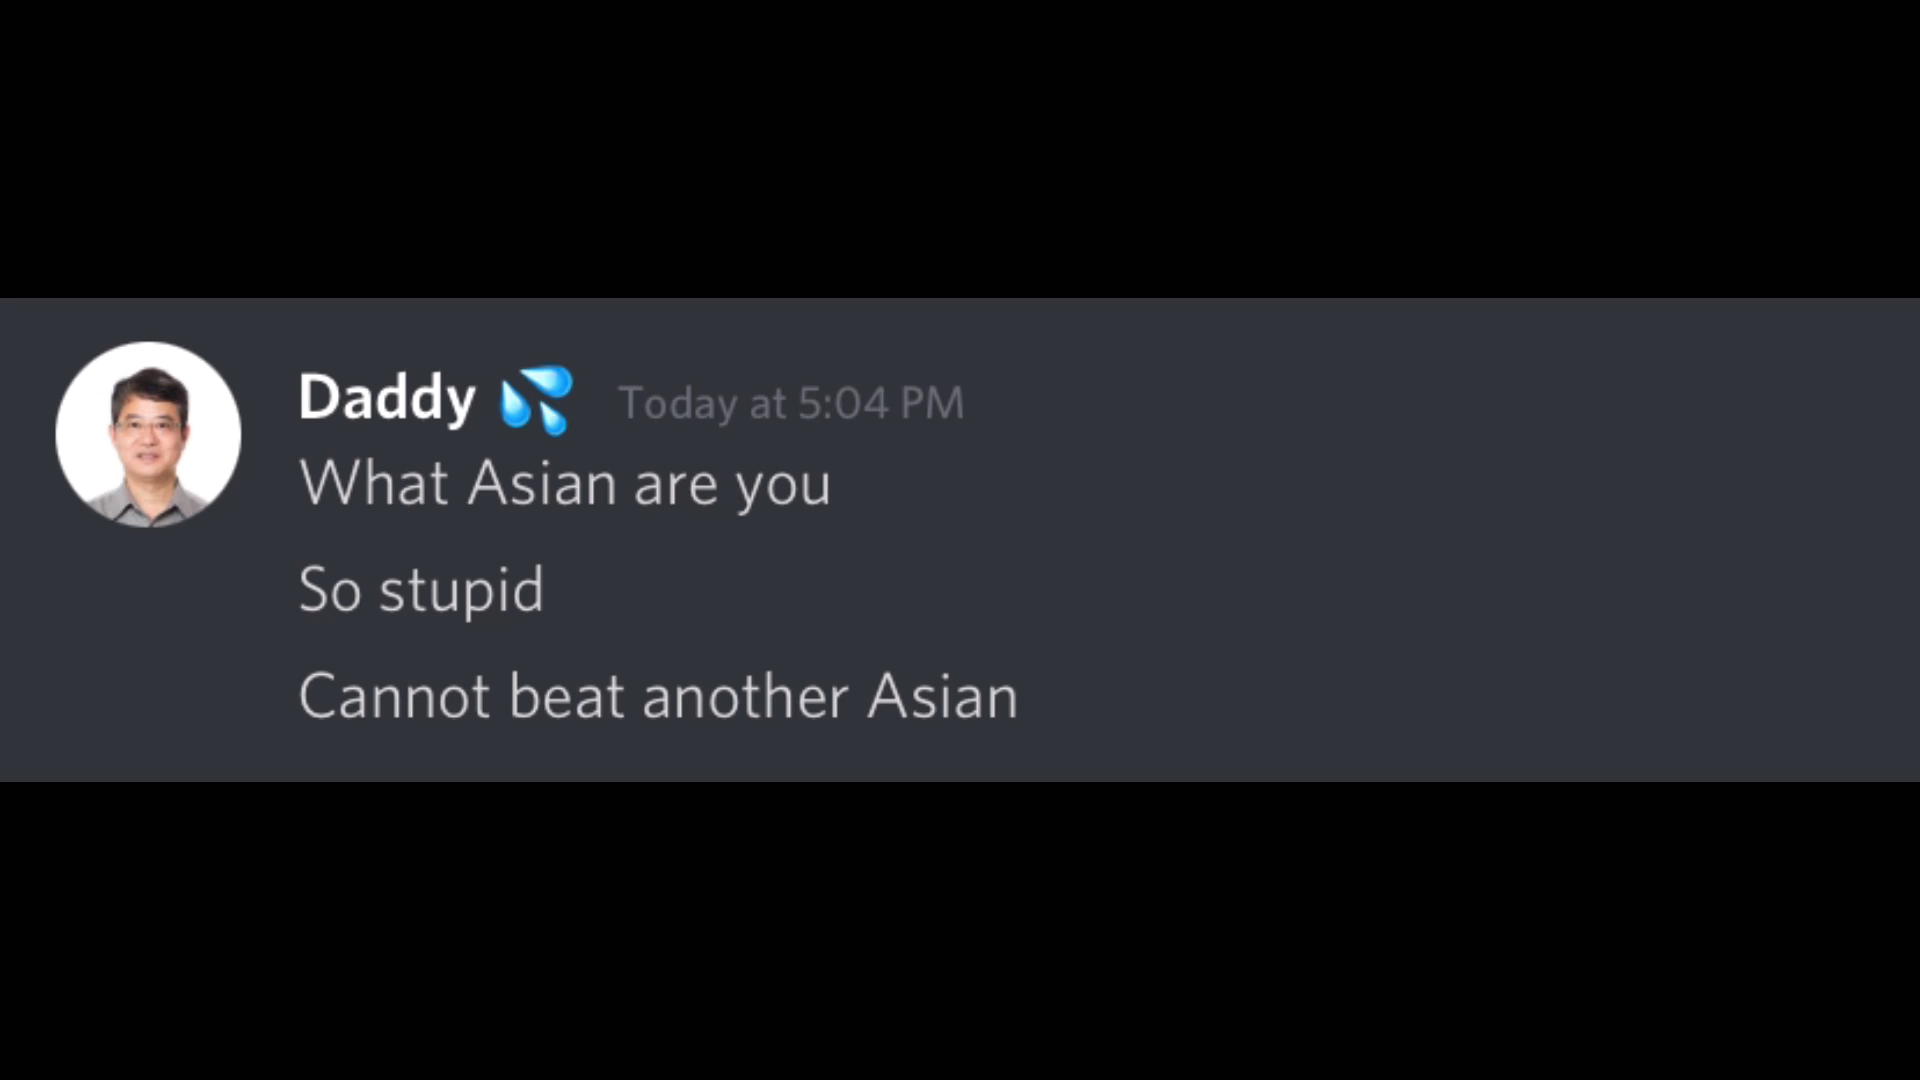 Daddy 💦 Today at 5:04 PM
What Asian are you
So stupid
Cannot beat another Asian